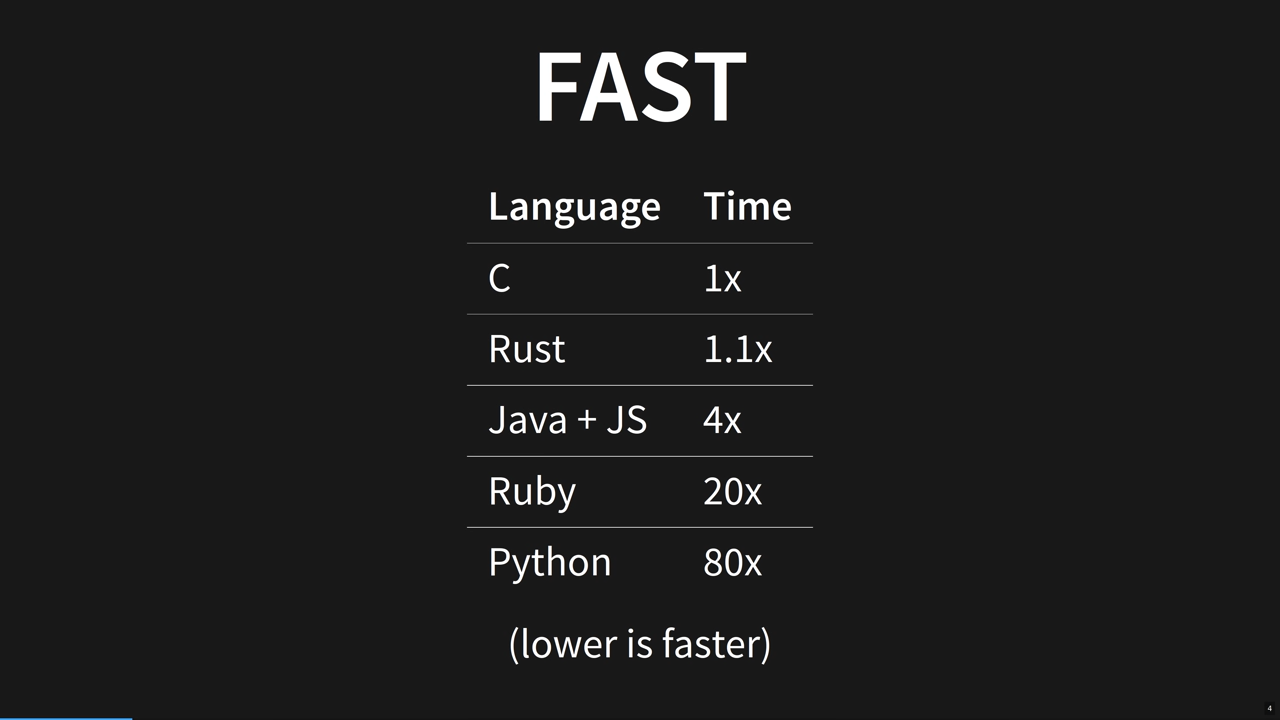 FAST
Language Time
C 1x
Rust 1.1x
Java + JS 4x
Ruby 20x
Python 80x
(lower is faster)
4